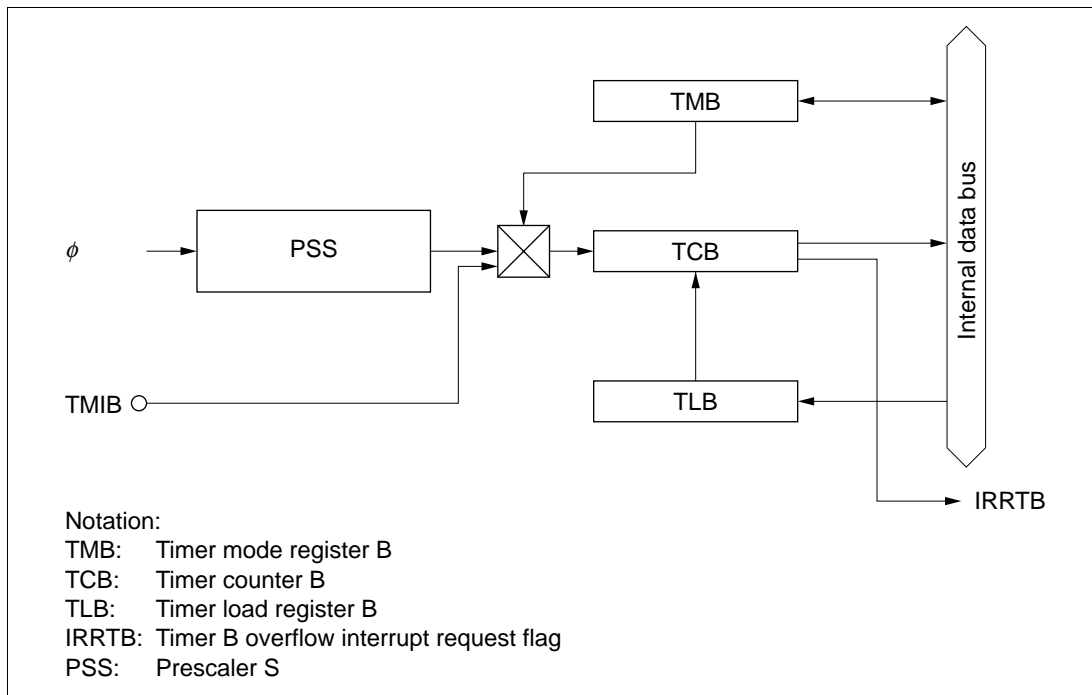 TMB
Internal data bus
ϕ
PSS
TCB
TMIB
TLB
IRRTB
Notation:
TMB: Timer mode register B
TCB: Timer counter B
TLB: Timer load register B
IRRTB: Timer B overflow interrupt request flag
PSS: Prescaler S